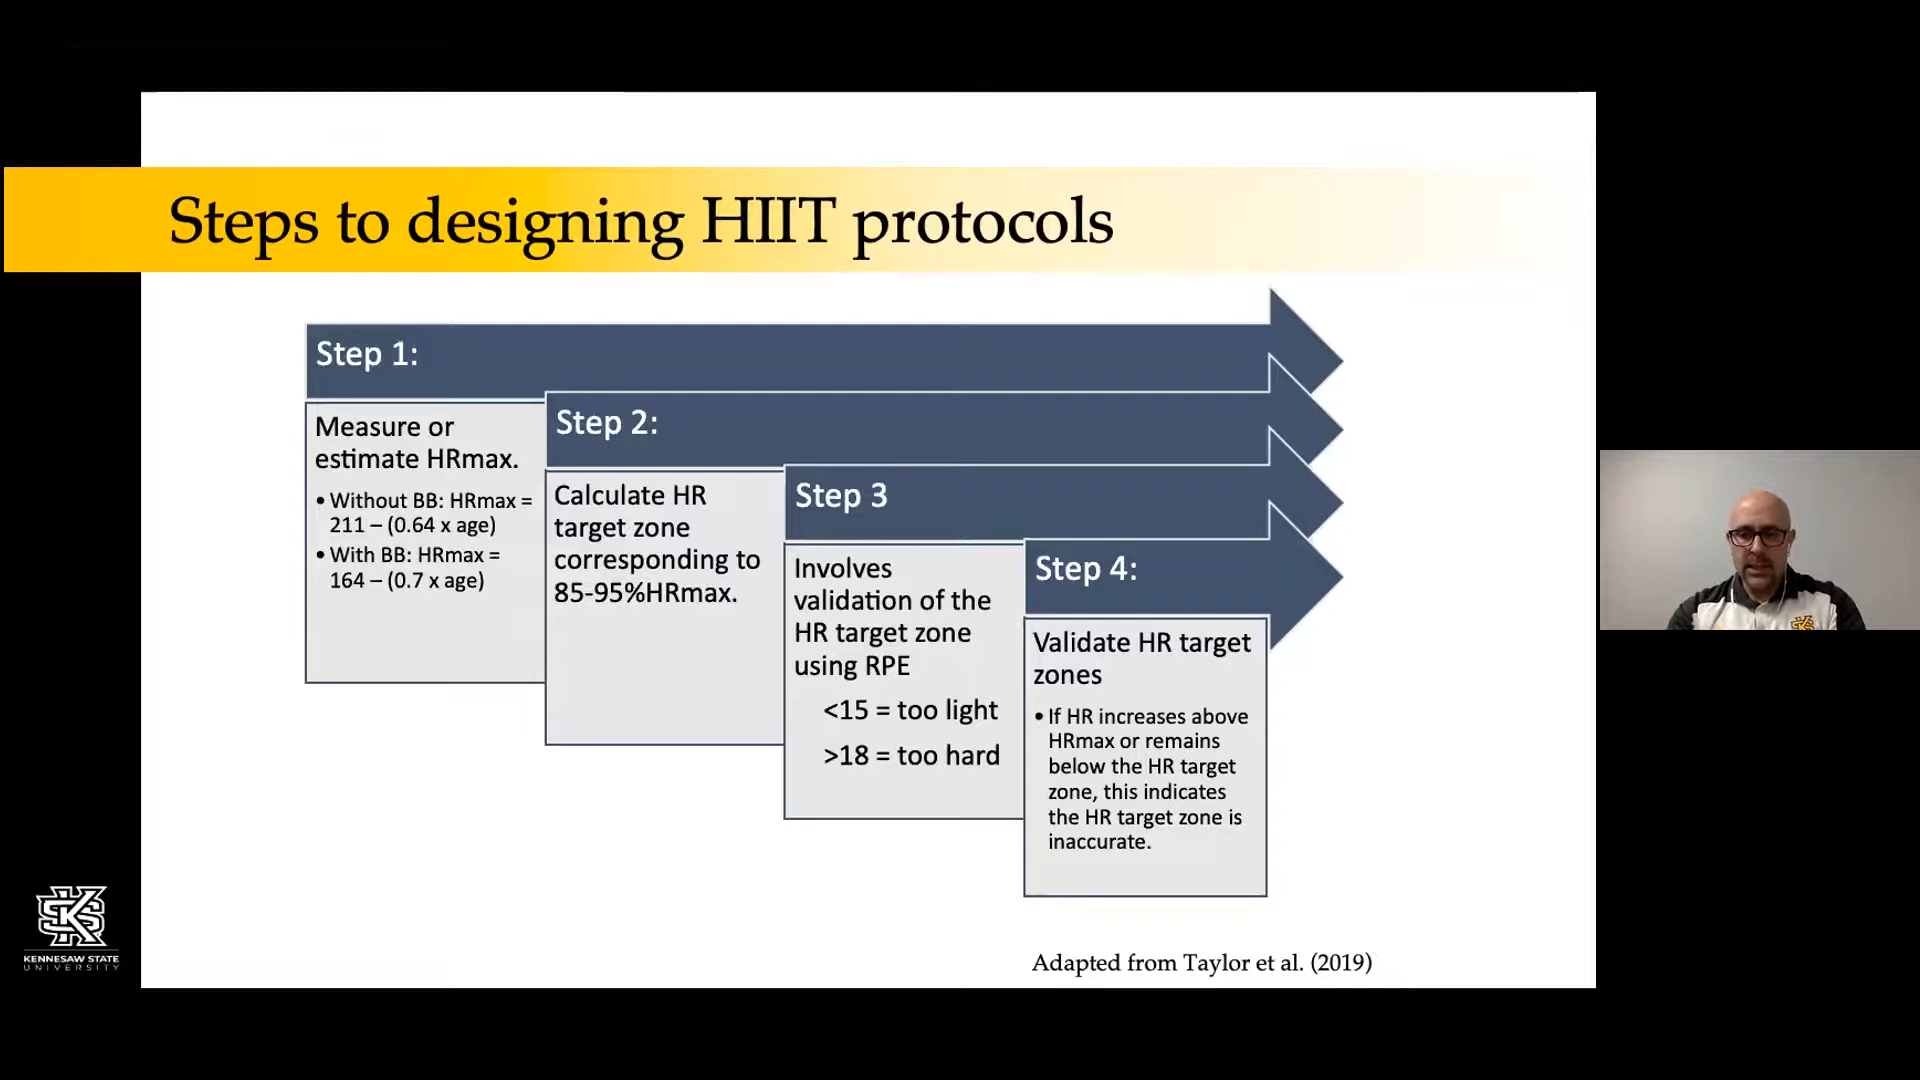 Steps to designing HIIT protocols
Step 1:
Measure or
estimate HRmax.
• Without BB: HRmax =
211 – (0.64 x age)
• With BB: HRmax =
164 – (0.7 x age)
Step 2:
Calculate HR
target zone
corresponding to
85-95%HRmax.
Step 3
Involves
validation of the
HR target zone
using RPE
<15 = too light
>18 = too hard
Step 4:
Validate HR target
zones
• If HR increases above
HRmax or remains
below the HR target
zone, this indicates
the HR target zone is
inaccurate.
Adapted from Taylor et al. (2019)
KENNESAW STATE
UNIVERSITY